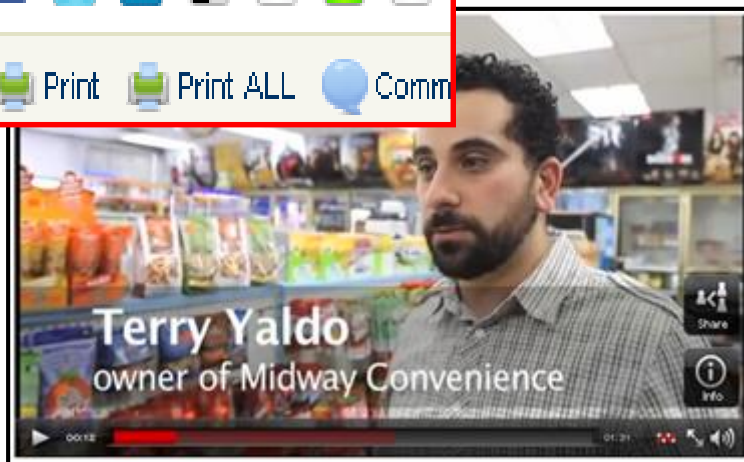 Print Print ALL Comm
Terry Yaldo
owner of Midway Convenience
Share
Info
00:12 01:31